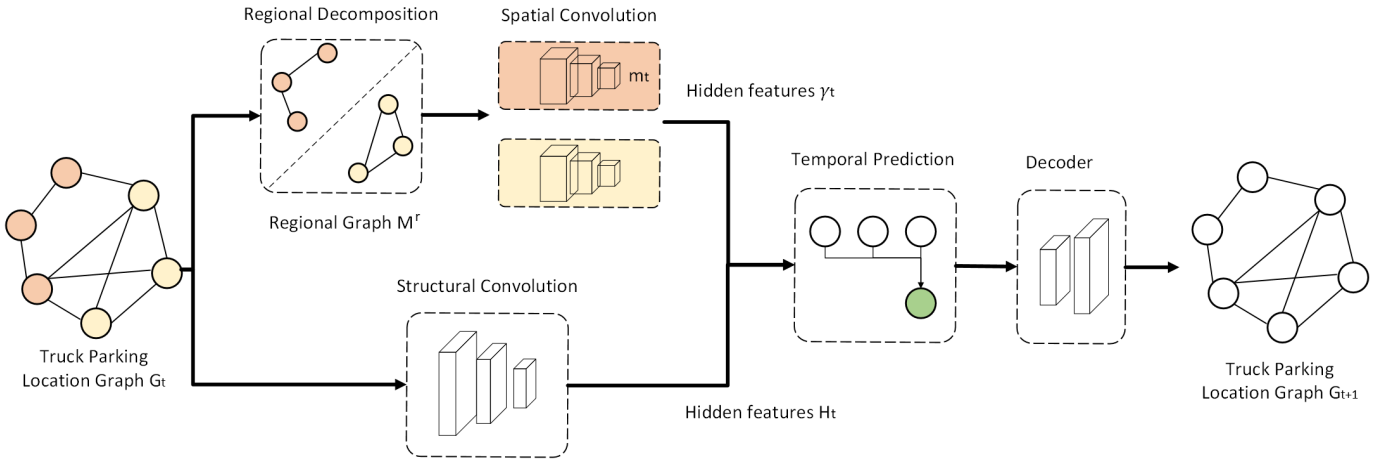 Regional Decomposition
Spatial Convolution
mt
Hidden features γt
Regional Graph Mʳ
Temporal Prediction
Decoder
Structural Convolution
Truck Parking
Location Graph Gt
Hidden features Ht
Truck Parking
Location Graph Gt+1